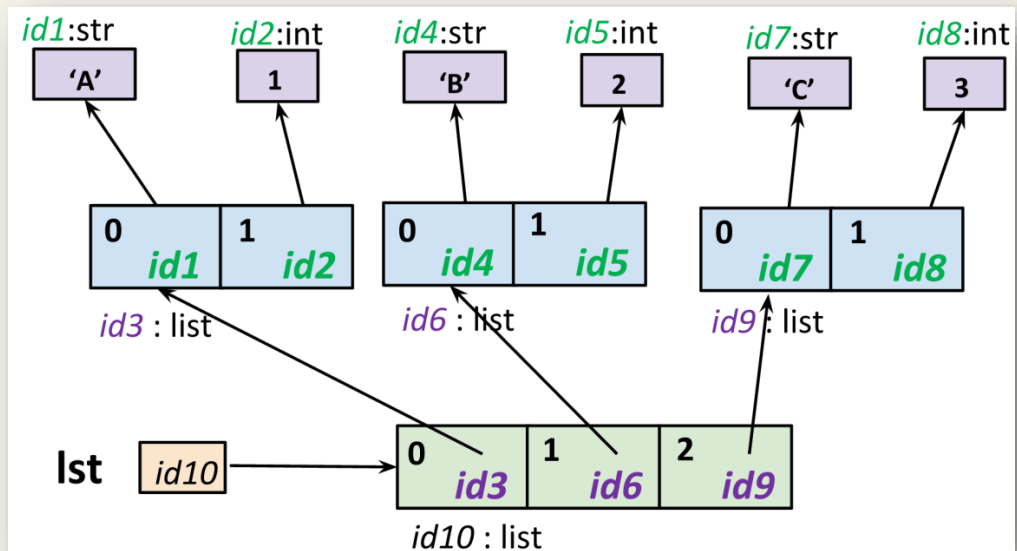 id1:str id2:int id4:str id5:int id7:str id8:int
‘A’ 1 ‘B’ 2 ‘C’ 3
0 1 0 1 0 1
id1 id2 id4 id5 id7 id8
id3 : list id6 : list id9 : list
0 1 2
lst id10 id3 id6 id9
id10 : list